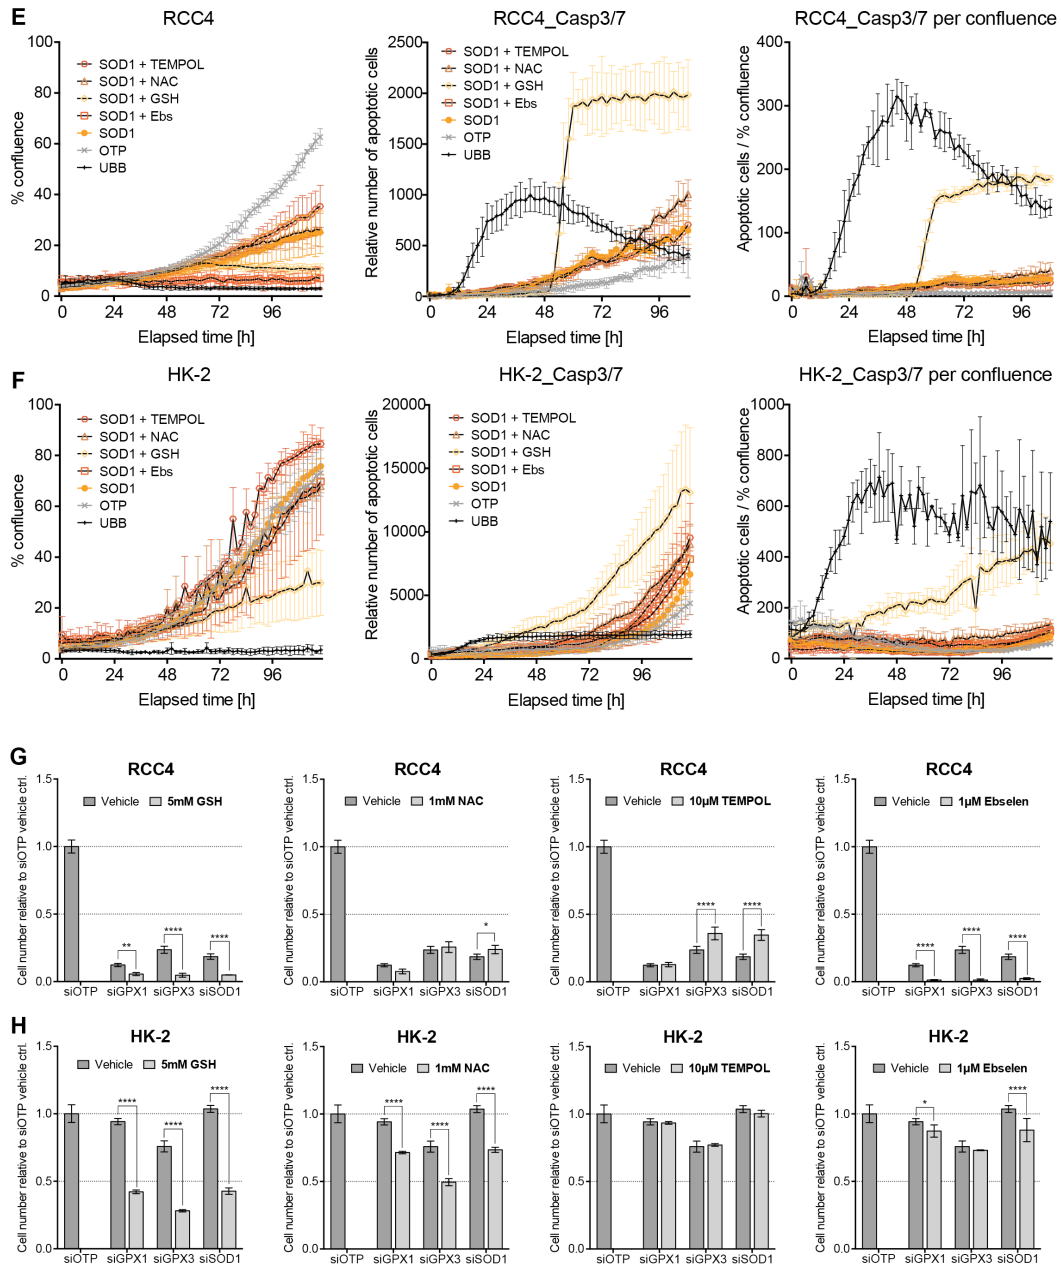 E
RCC4
% confluence
100
80
60
40
20
0
SOD1 + TEMPOL
SOD1 + NAC
SOD1 + GSH
SOD1 + Ebs
SOD1
OTP
UBB
0 24 48 72 96
Elapsed time [h]
RCC4_Casp3/7
Relative number of apoptotic cells
2500
2000
1500
1000
500
0
SOD1 + TEMPOL
SOD1 + NAC
SOD1 + GSH
SOD1 + Ebs
SOD1
OTP
UBB
0 24 48 72 96
Elapsed time [h]
RCC4_Casp3/7 per confluence
Apoptotic cells / % confluence
400
300
200
100
0
0 24 48 72 96
Elapsed time [h]
F
HK-2
% confluence
100
80
60
40
20
0
SOD1 + TEMPOL
SOD1 + NAC
SOD1 + GSH
SOD1 + Ebs
SOD1
OTP
UBB
0 24 48 72 96
Elapsed time [h]
HK-2_Casp3/7
Relative number of apoptotic cells
20000
15000
10000
5000
0
SOD1 + TEMPOL
SOD1 + NAC
SOD1 + GSH
SOD1 + Ebs
SOD1
OTP
UBB
0 24 48 72 96
Elapsed time [h]
HK-2_Casp3/7 per confluence
Apoptotic cells / % confluence
1000
800
600
400
200
0
0 24 48 72 96
Elapsed time [h]
G
RCC4
Cell number relative to siOTP vehicle ctrl.
1.5
1.0
0.5
0.0
Vehicle 5mM GSH
** **** ****
siOTP siGPX1 siGPX3 siSOD1
RCC4
Cell number relative to siOTP vehicle ctrl.
1.5
1.0
0.5
0.0
Vehicle 1mM NAC
*
siOTP siGPX1 siGPX3 siSOD1
RCC4
Cell number relative to siOTP vehicle ctrl.
1.5
1.0
0.5
0.0
Vehicle 10µM TEMPOL
**** ****
siOTP siGPX1 siGPX3 siSOD1
RCC4
Cell number relative to siOTP vehicle ctrl.
1.5
1.0
0.5
0.0
Vehicle 1µM Ebselen
**** **** ****
siOTP siGPX1 siGPX3 siSOD1
H
HK-2
Cell number relative to siOTP vehicle ctrl.
1.5
1.0
0.5
0.0
Vehicle 5mM GSH
**** **** ****
siOTP siGPX1 siGPX3 siSOD1
HK-2
Cell number relative to siOTP vehicle ctrl.
1.5
1.0
0.5
0.0
Vehicle 1mM NAC
**** **** ****
siOTP siGPX1 siGPX3 siSOD1
HK-2
Cell number relative to siOTP vehicle ctrl.
1.5
1.0
0.5
0.0
Vehicle 10µM TEMPOL
siOTP siGPX1 siGPX3 siSOD1
HK-2
Cell number relative to siOTP vehicle ctrl.
1.5
1.0
0.5
0.0
Vehicle 1µM Ebselen
* ****
siOTP siGPX1 siGPX3 siSOD1